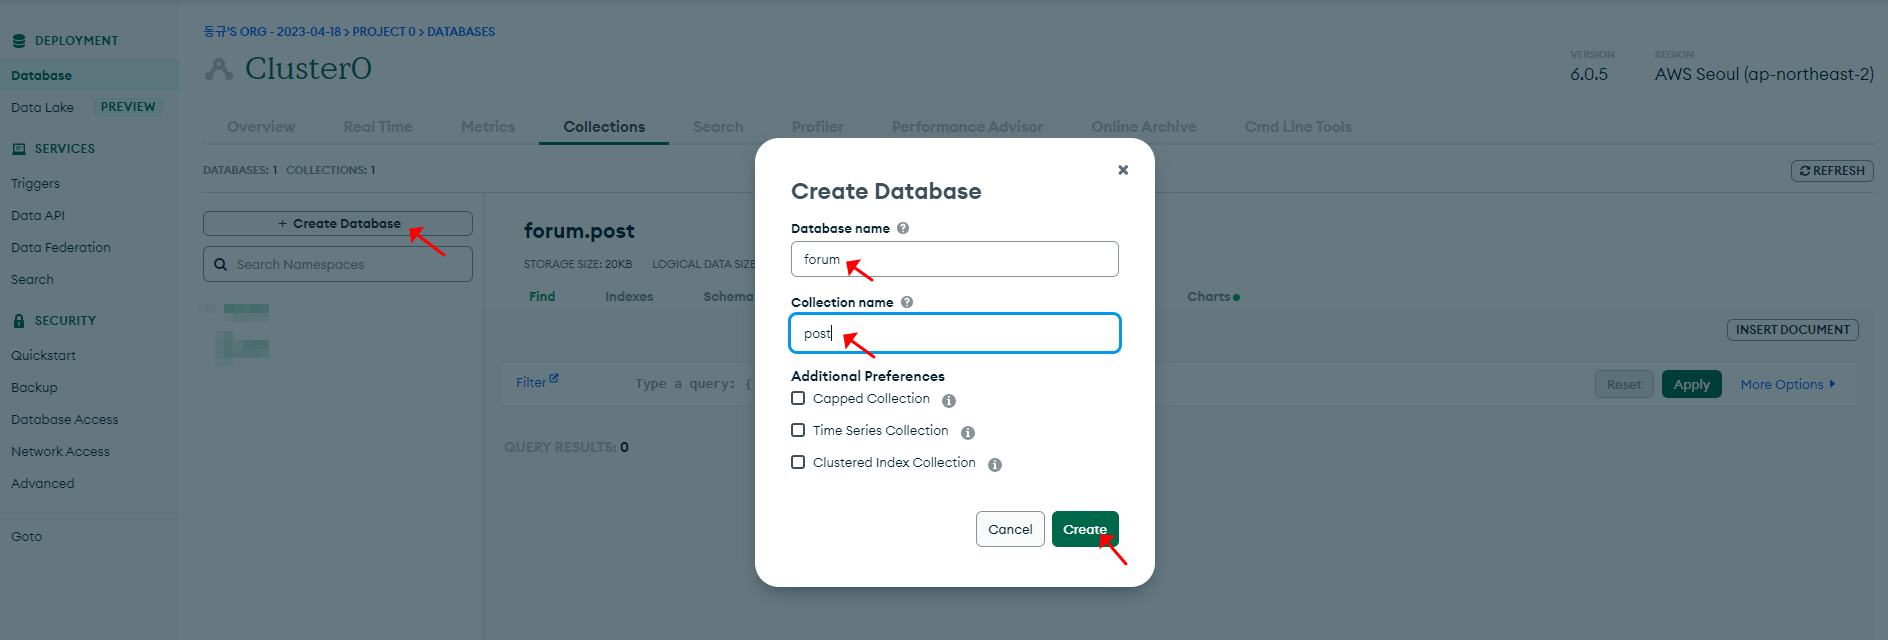 동규'S ORG - 2023-04-18 > PROJECT 0 > DATABASES
Cluster0
VERSION
6.0.5
REGION
AWS Seoul (ap-northeast-2)
DEPLOYMENT
Database
Data Lake PREVIEW
SERVICES
Triggers
Data API
Data Federation
Search
SECURITY
Quickstart
Backup
Database Access
Network Access
Advanced
Goto
Overview Real Time Metrics Collections Search Profiler Performance Advisor Online Archive Cmd Line Tools
DATABASES: 1 COLLECTIONS: 1
REFRESH
+ Create Database
Search Namespaces
forum.post
STORAGE SIZE: 20KB LOGICAL DATA SIZE
Find Indexes Schema Charts
INSERT DOCUMENT
Filter Type a query: { Reset Apply More Options
QUERY RESULTS: 0
Create Database
Database name
forum
Collection name
post
Additional Preferences
Capped Collection
Time Series Collection
Clustered Index Collection
Cancel Create